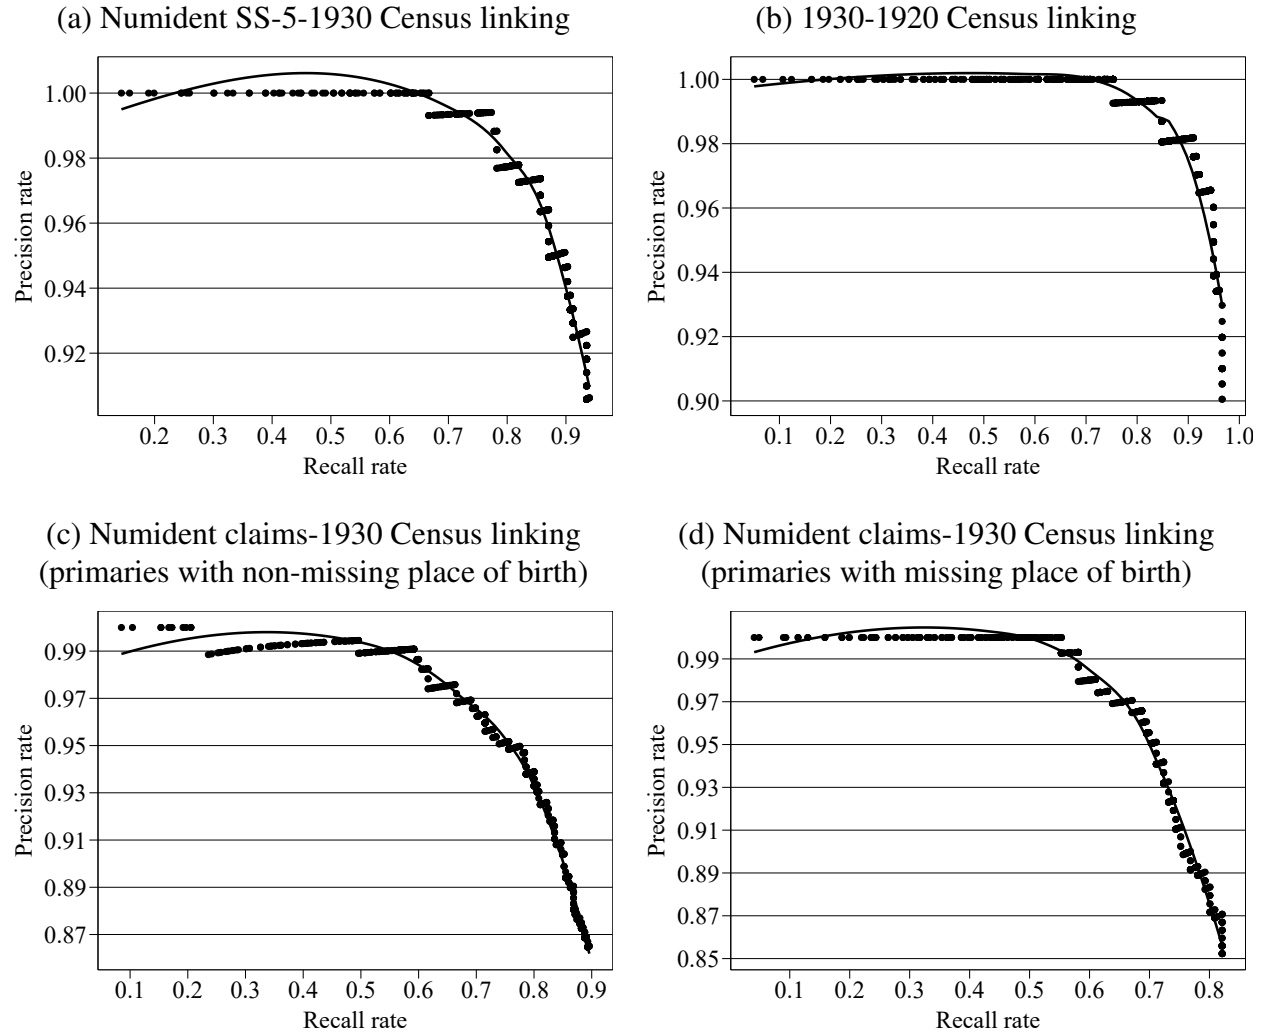 (a) Numident SS-5-1930 Census linking
1.00
0.98
0.96
0.94
0.92
Precision rate
0.2 0.3 0.4 0.5 0.6 0.7 0.8 0.9
Recall rate
(b) 1930-1920 Census linking
1.00
0.98
0.96
0.94
0.92
0.90
Precision rate
0.1 0.2 0.3 0.4 0.5 0.6 0.7 0.8 0.9 1.0
Recall rate
(c) Numident claims-1930 Census linking
(primaries with non-missing place of birth)
0.99
0.97
0.95
0.93
0.91
0.89
0.87
Precision rate
0.1 0.2 0.3 0.4 0.5 0.6 0.7 0.8 0.9
Recall rate
(d) Numident claims-1930 Census linking
(primaries with missing place of birth)
0.99
0.97
0.95
0.93
0.91
0.89
0.87
0.85
Precision rate
0.1 0.2 0.3 0.4 0.5 0.6 0.7 0.8
Recall rate